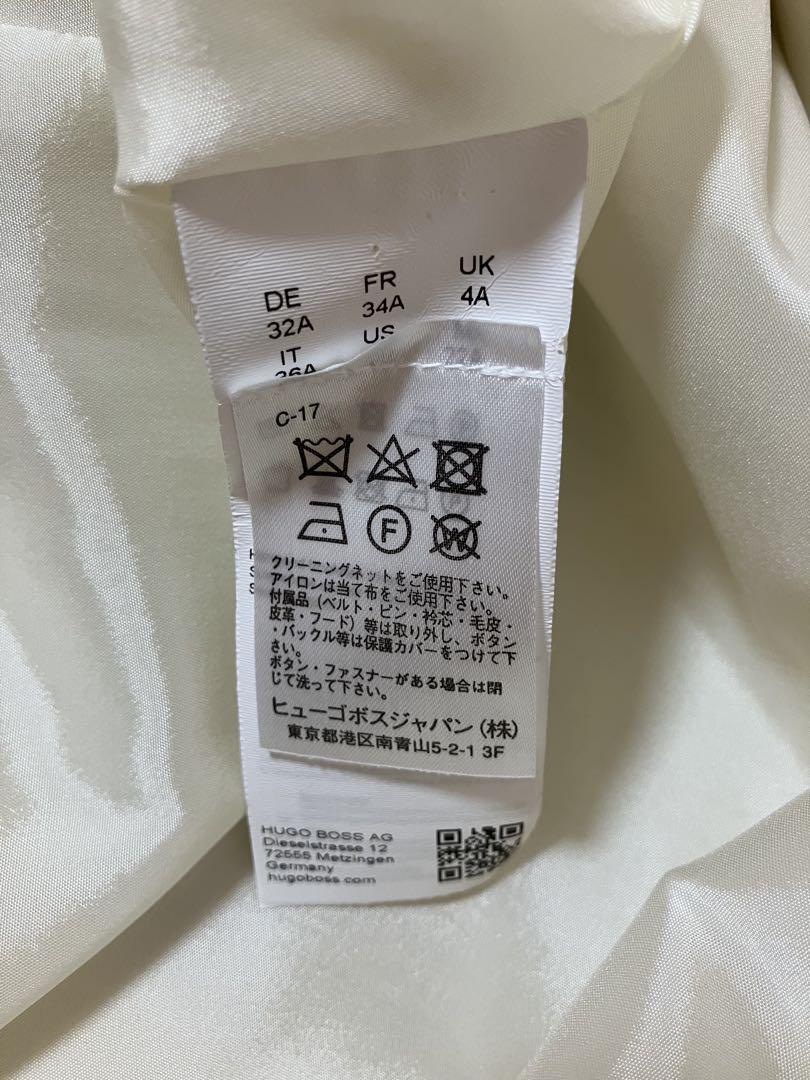 DE FR UK
32A 34A 4A
IT US
36A
C-17
F
W
クリーニングネットをご使用下さい。
アイロンは当て布をご使用下さい。
付属品(ベルト・ピン・衿芯・毛皮・
皮革・フード)等は取り外し、ボタン
・バックル等は保護カバーをつけて下
さい。
ボタン・ファスナーがある場合は閉
じて洗って下さい。
ヒューゴボスジャパン(株)
東京都港区南青山5-2-1 3F
HUGO BOSS AG
Dieselstrasse 12
72555 Metzingen
Germany
hugoboss.com